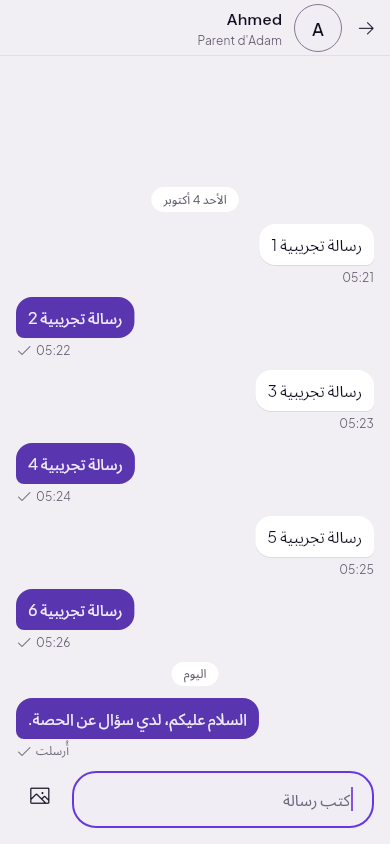 Ahmed
Parent d'Adam
A
الأحد 4 أكتوبر
رسالة تجريبية 1
05:21
رسالة تجريبية 2
05:22
رسالة تجريبية 3
05:23
رسالة تجريبية 4
05:24
رسالة تجريبية 5
05:25
رسالة تجريبية 6
05:26
اليوم
السلام عليكم، لدي سؤال عن الحصة.
أُرسلت
كتب رسالة